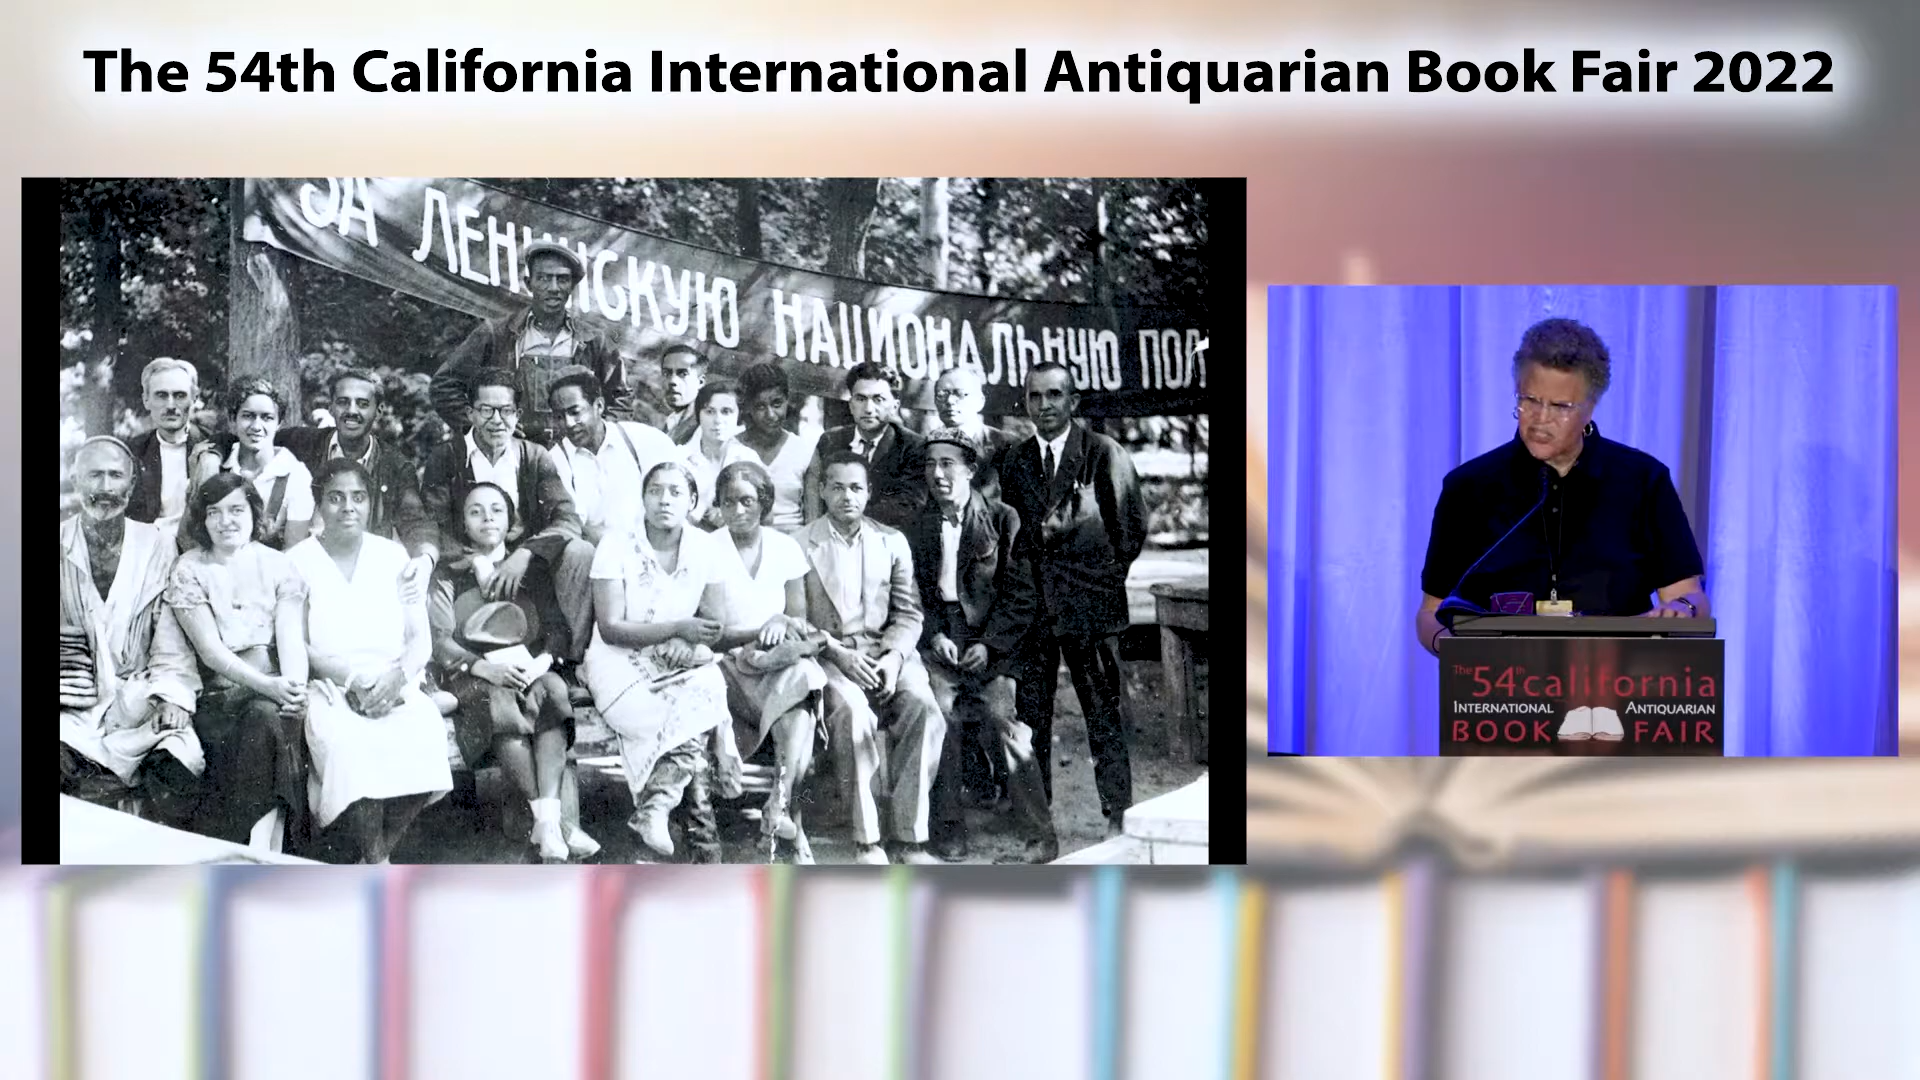 The 54th California International Antiquarian Book Fair 2022
ЗА ЛЕНИНСКУЮ НАЦИОНАЛЬНУЮ ПОЛ
The 54th california
INTERNATIONAL ANTIQUARIAN
BOOK FAIR